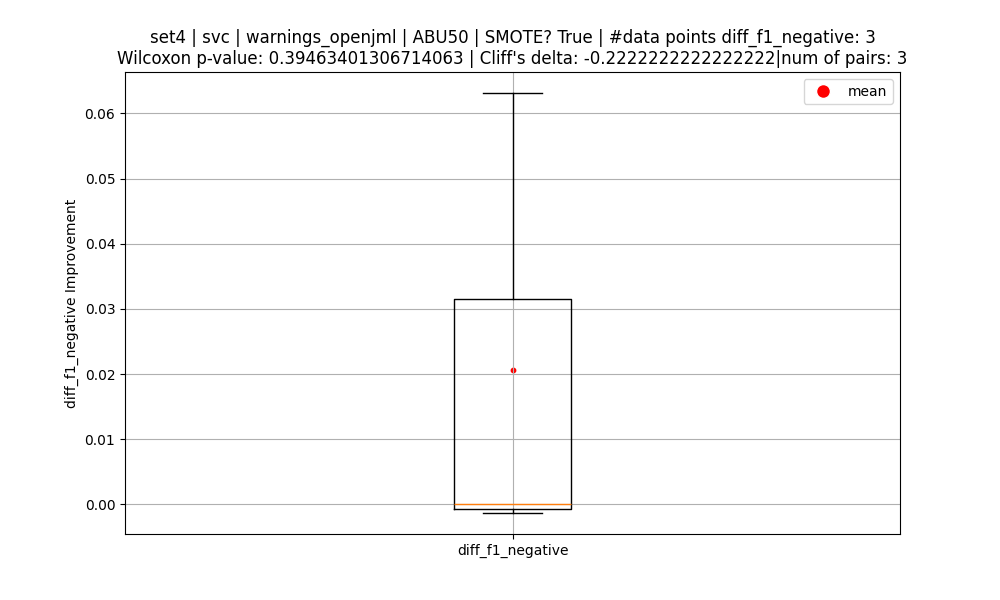 set4 | svc | warnings_openjml | ABU50 | SMOTE? True | #data points diff_f1_negative: 3
Wilcoxon p-value: 0.39463401306714063 | Cliff's delta: -0.2222222222222222|num of pairs: 3
mean
0.06
0.05
0.04
0.03
0.02
0.01
0.00
diff_f1_negative Improvement
diff_f1_negative